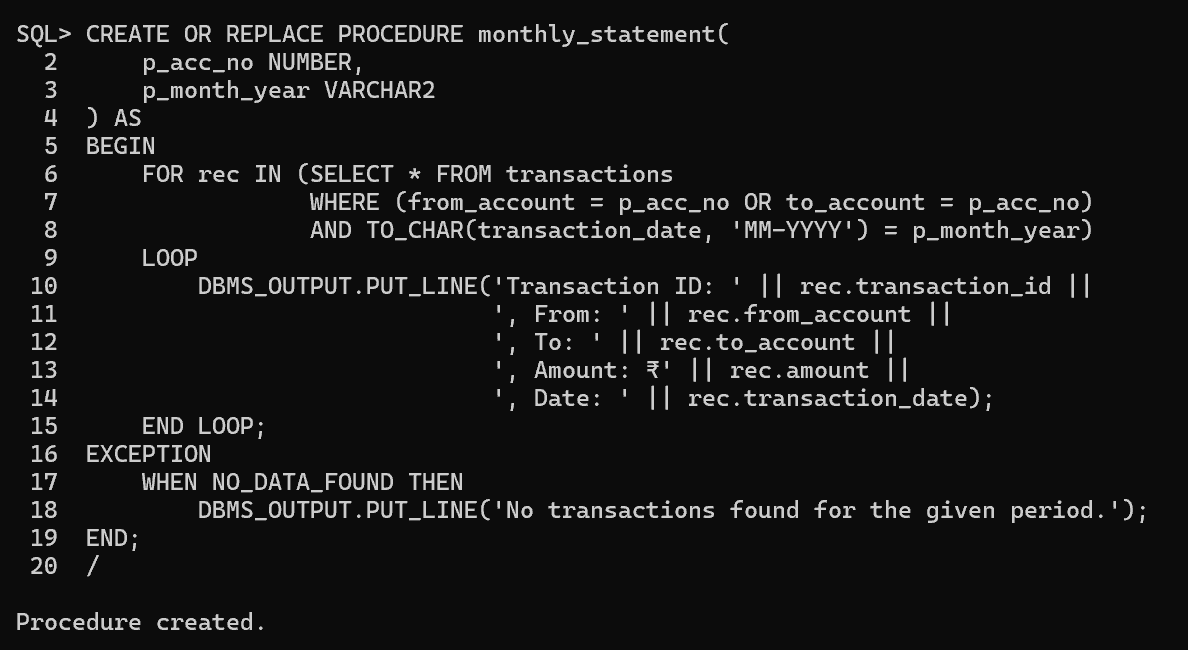 SQL> CREATE OR REPLACE PROCEDURE monthly_statement(
  2      p_acc_no NUMBER,
  3      p_month_year VARCHAR2
  4  ) AS
  5  BEGIN
  6      FOR rec IN (SELECT * FROM transactions
  7                  WHERE (from_account = p_acc_no OR to_account = p_acc_no)
  8                  AND TO_CHAR(transaction_date, 'MM-YYYY') = p_month_year)
  9      LOOP
 10          DBMS_OUTPUT.PUT_LINE('Transaction ID: ' || rec.transaction_id ||
 11                               ', From: ' || rec.from_account ||
 12                               ', To: ' || rec.to_account ||
 13                               ', Amount: ₹' || rec.amount ||
 14                               ', Date: ' || rec.transaction_date);
 15      END LOOP;
 16  EXCEPTION
 17      WHEN NO_DATA_FOUND THEN
 18          DBMS_OUTPUT.PUT_LINE('No transactions found for the given period.');
 19  END;
 20  /
Procedure created.